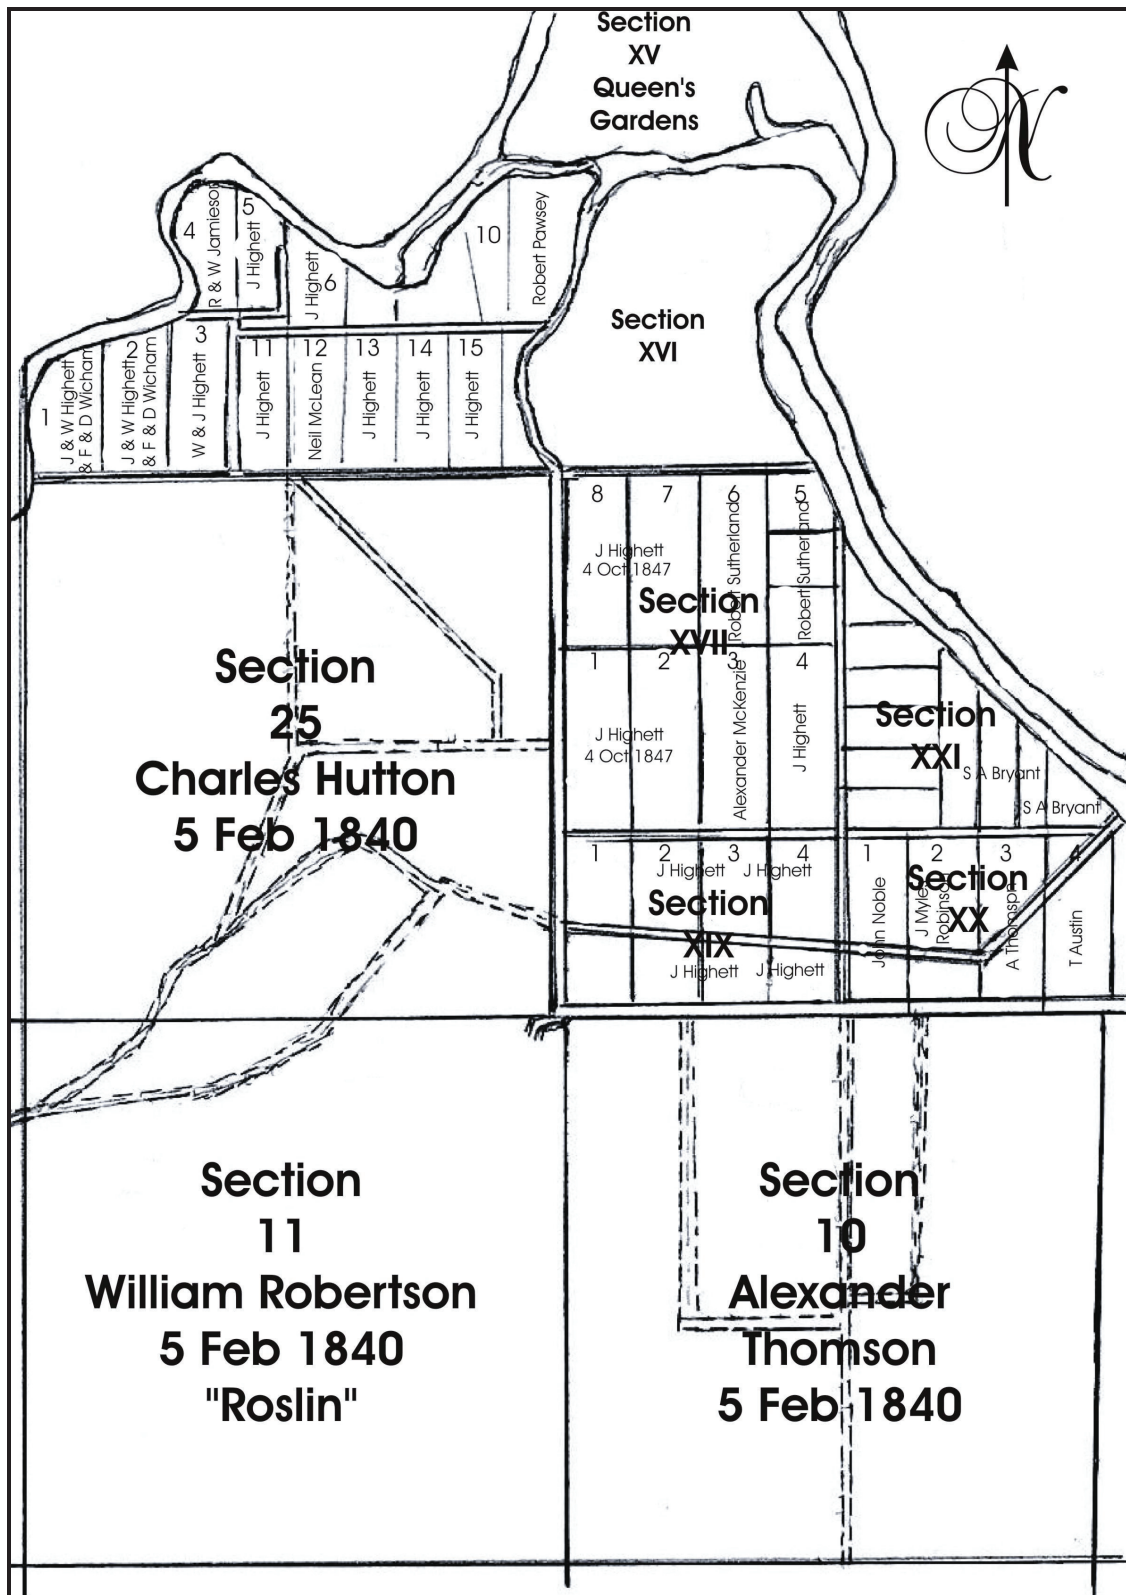 Section
XV
Queen's
Gardens
N
4
R & W Jamieson
5
J Highett
J Highett
6
10
Robert Pawsey
Section
XVI
1
J & W Highett
& F & D Wicham
2
J & W Highett
& F & D Wicham
3
W & J Highett
11
J Highett
12
Neil McLean
13
J Highett
14
J Highett
15
J Highett
8
7
6
5
J Highett
4 Oct 1847
Robert Sutherland
Robert Sutherland
Section
XVII
1
2
3
4
J Highett
4 Oct 1847
Alexander McKenzie
J Highett
Section
25
Charles Hutton
5 Feb 1840
Section
XXI
S A Bryant
S A Bryant
1
2
3
4
J Highett
J Highett
Section
XIX
J Highett
J Highett
1
2
3
4
John Noble
J Myles
Robinson
Section
XX
A Thomspn
T Austin
Section
11
William Robertson
5 Feb 1840
"Roslin"
Section
10
Alexander
Thomson
5 Feb 1840